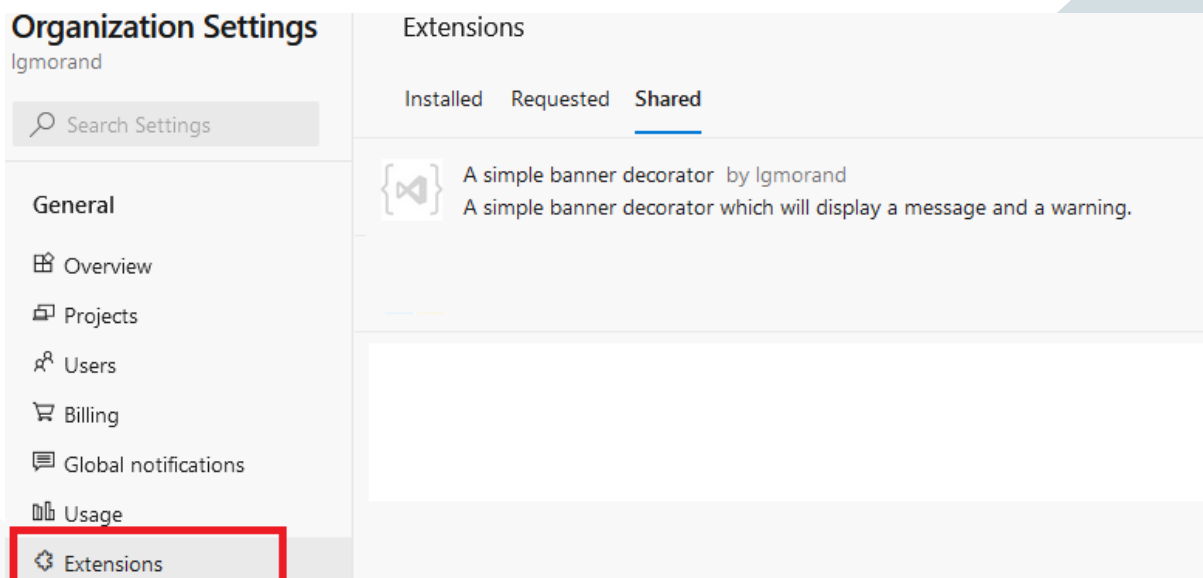 Organization Settings
lgmorand
Search Settings
General
Overview
Projects
Users
Billing
Global notifications
Usage
Extensions
Extensions
Installed Requested Shared
A simple banner decorator by lgmorand
A simple banner decorator which will display a message and a warning.